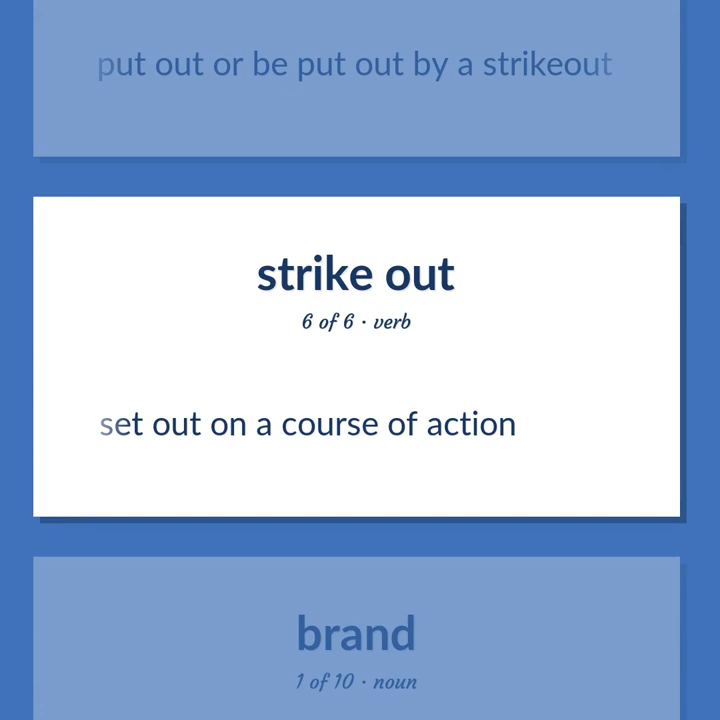 put out or be put out by a strikeout
strike out
6 of 6 · verb
set out on a course of action
brand
1 of 10 · noun